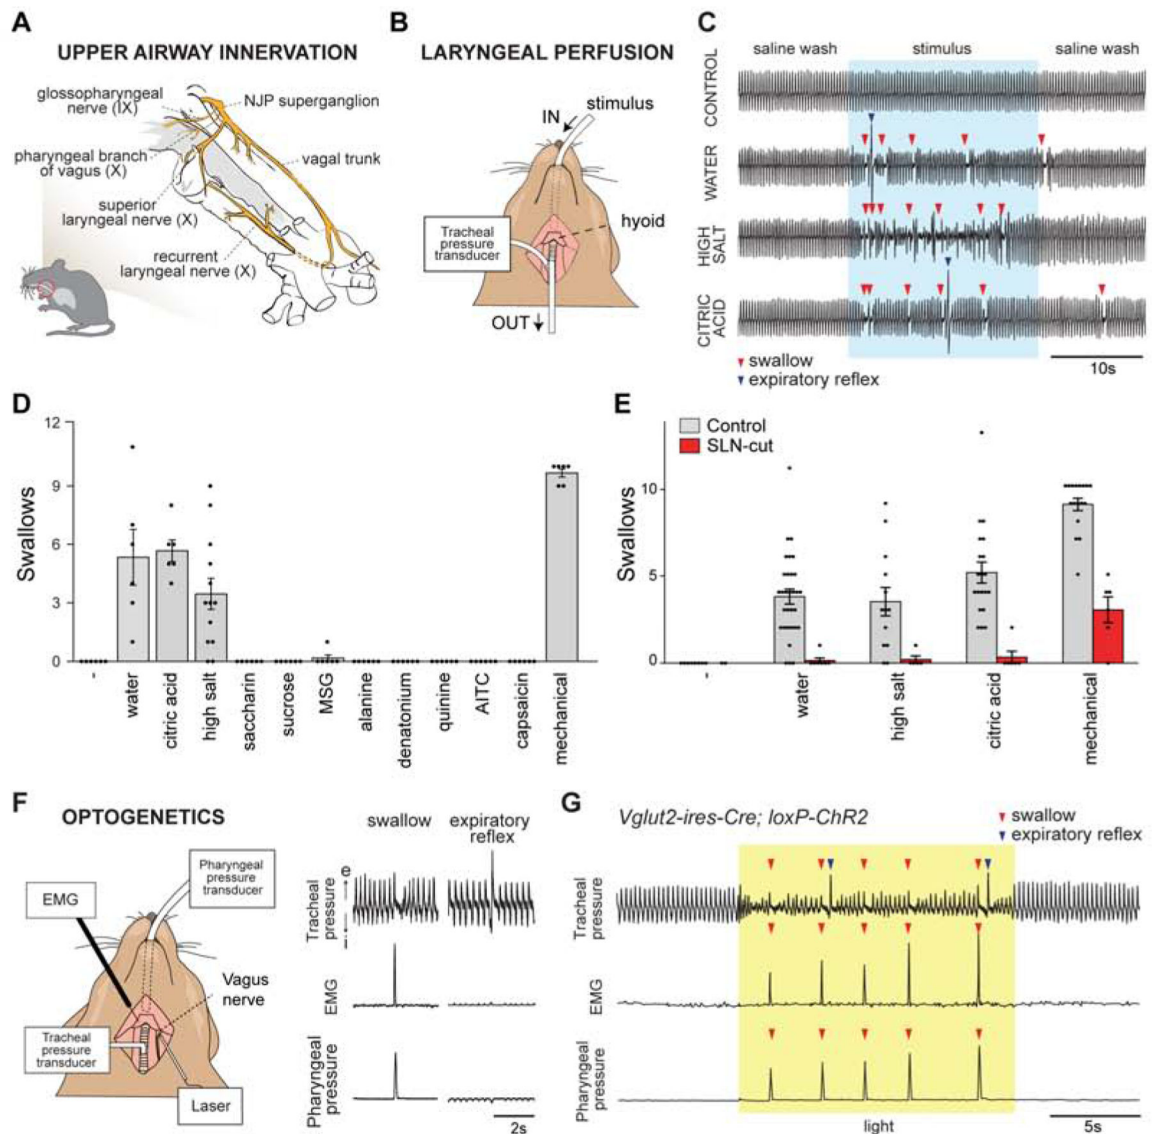 A
UPPER AIRWAY INNERVATION
glossopharyngeal
nerve (IX)
NJP superganglion
pharyngeal branch
of vagus (X)
vagal trunk
superior
laryngeal nerve (X)
recurrent
laryngeal nerve (X)
B
LARYNGEAL PERFUSION
IN
stimulus
hyoid
Tracheal
pressure
transducer
OUT
C
saline wash
stimulus
saline wash
CONTROL
WATER
HIGH
SALT
CITRIC
ACID
swallow
expiratory reflex
10s
D
Swallows
12
9
6
3
0
-
water
citric acid
high salt
saccharin
sucrose
MSG
alanine
denatonium
quinine
AITC
capsaicin
mechanical
E
Control
SLN-cut
Swallows
10
5
0
-
water
high salt
citric acid
mechanical
F
OPTOGENETICS
Pharyngeal
pressure
transducer
EMG
Vagus
nerve
Tracheal
pressure
transducer
Laser
swallow
expiratory
reflex
e
i
Tracheal
pressure
EMG
Pharyngeal
pressure
2s
G
Vglut2-ires-Cre; loxP-ChR2
swallow
expiratory reflex
Tracheal
pressure
EMG
Pharyngeal
pressure
light
5s